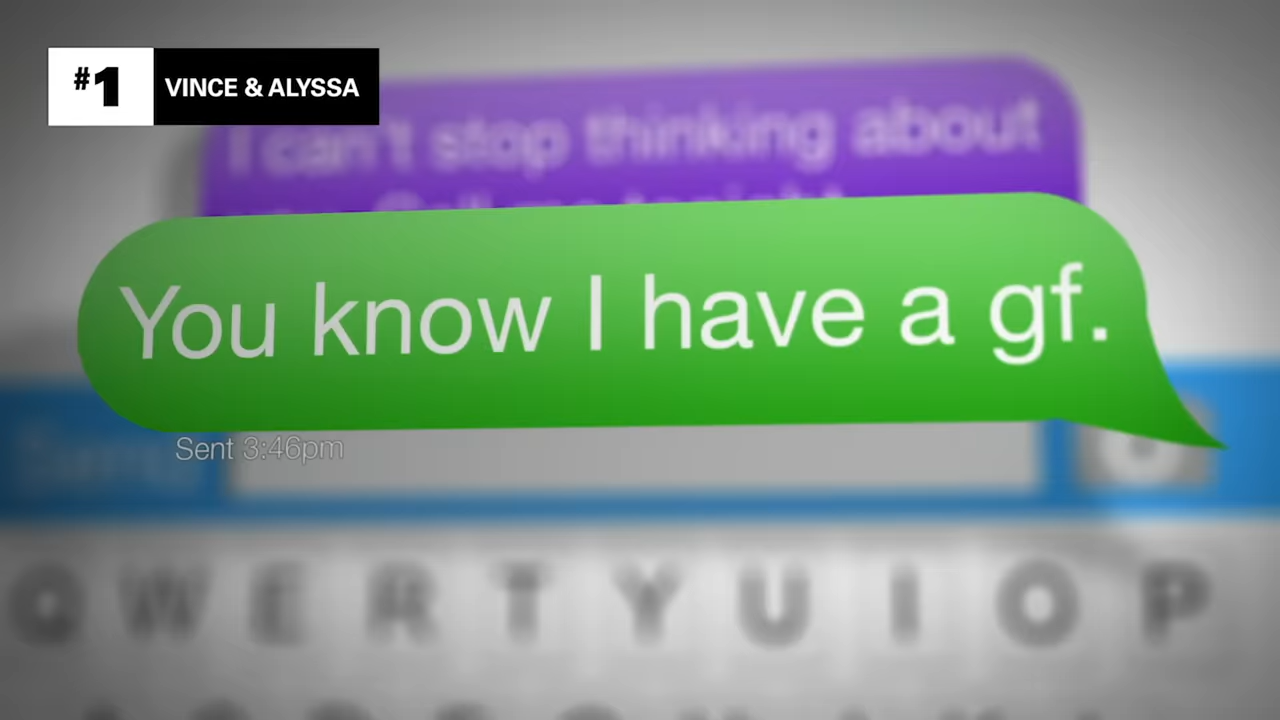 #1 VINCE & ALYSSA
I can't stop thinking about
You know I have a gf.
Sent 3:46pm
Q W E R T Y U I O P